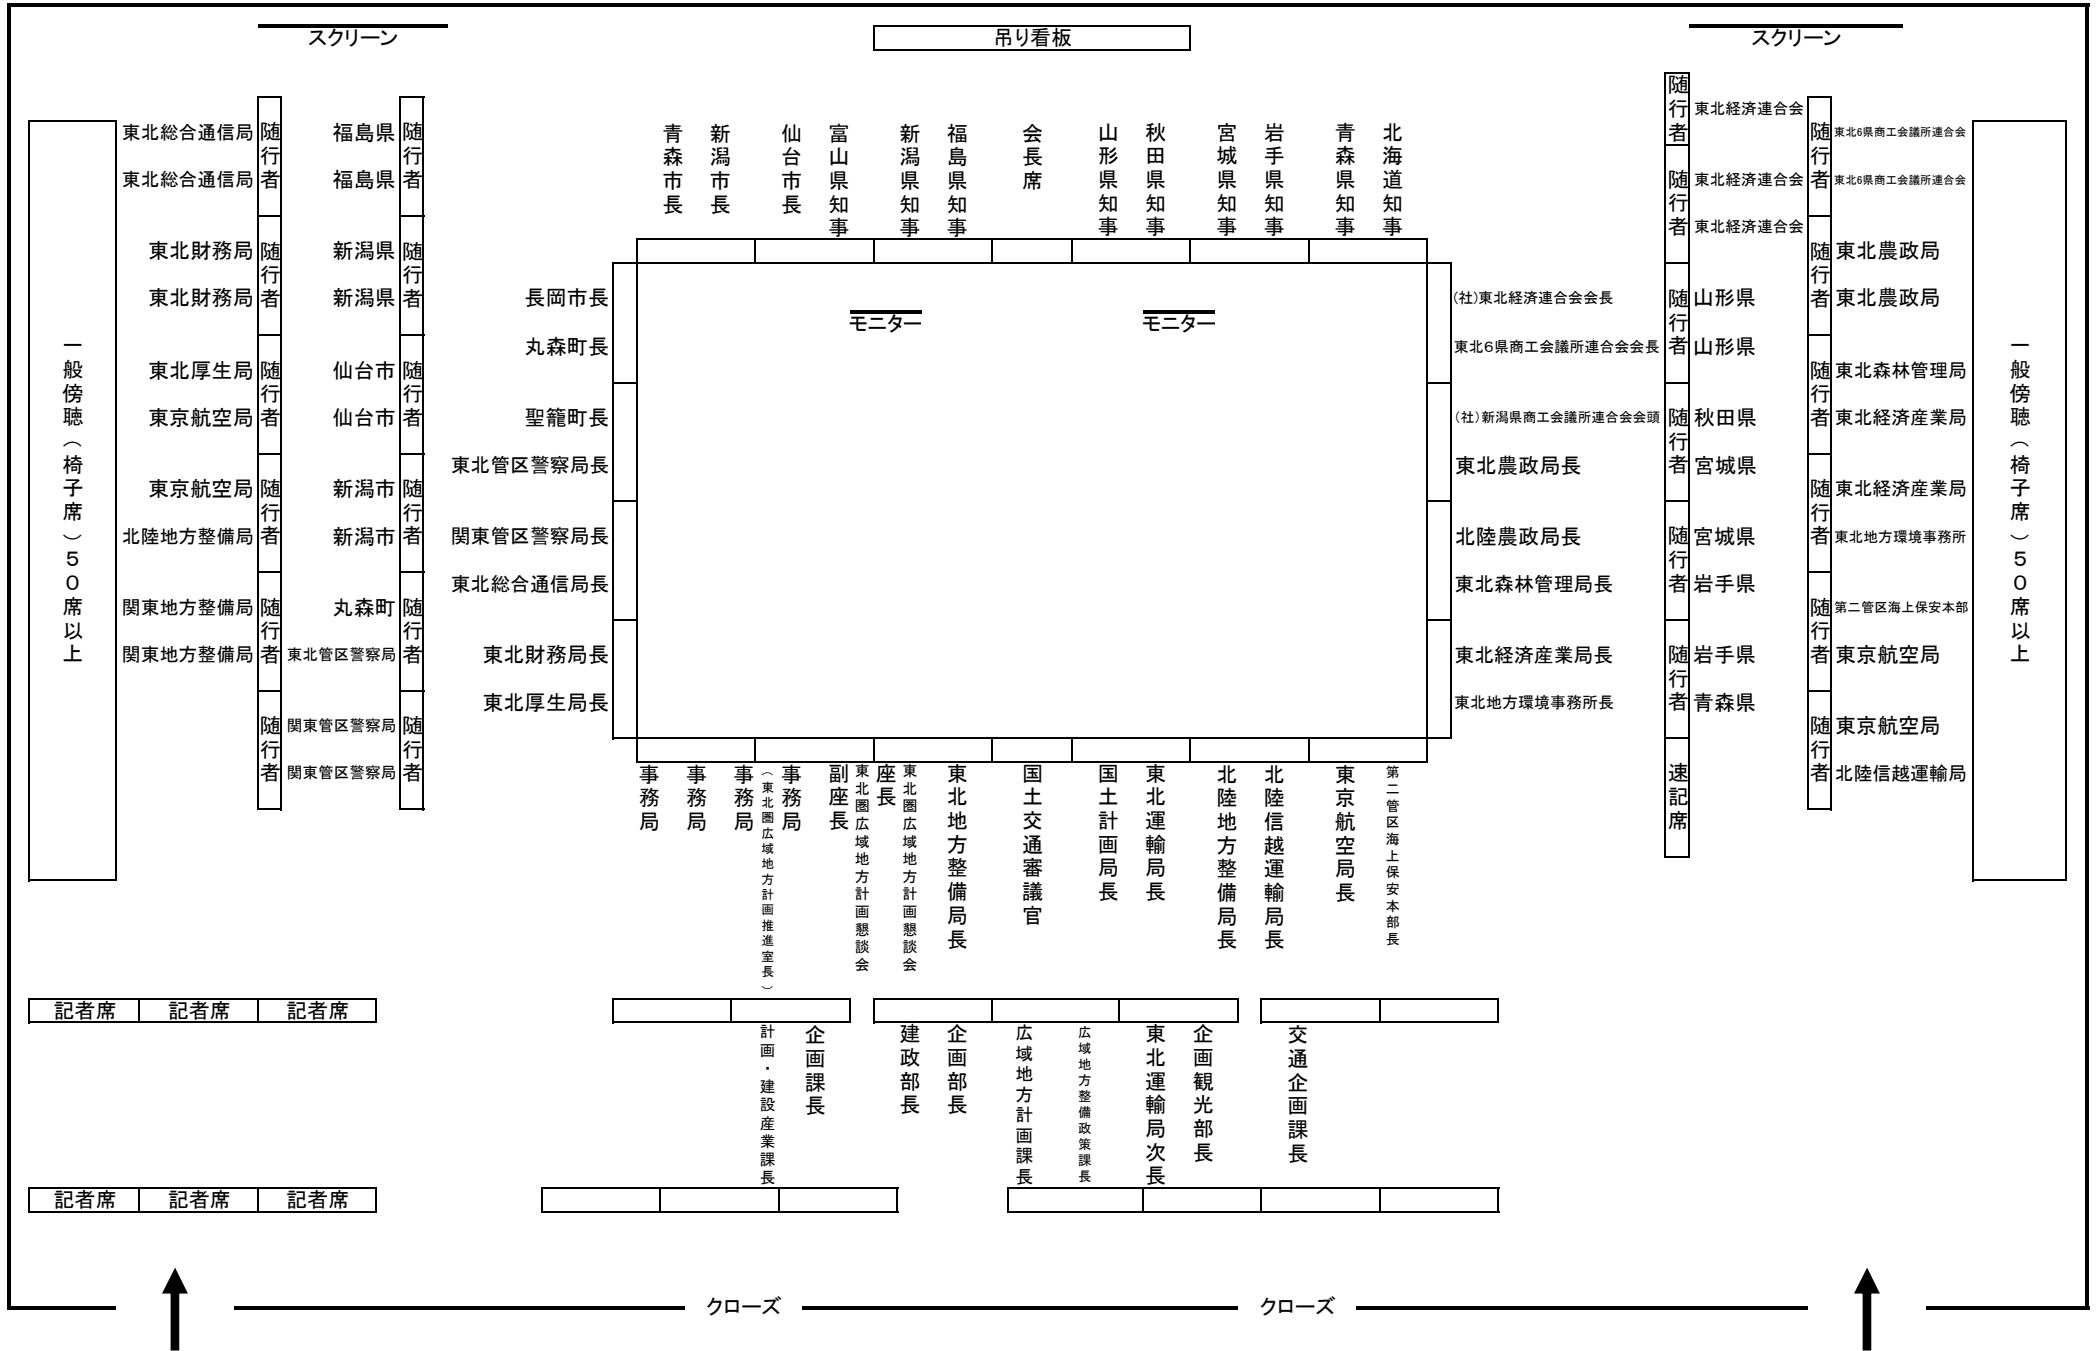 スクリーン
吊り看板
スクリーン
一般傍聴（椅子席）５０席以上
東北総合通信局
東北総合通信局
東北財務局
東北財務局
東北厚生局
東京航空局
東京航空局
北陸地方整備局
関東地方整備局
関東地方整備局
随行者
随行者
随行者
随行者
随行者
随行者
福島県
福島県
新潟県
新潟県
仙台市
仙台市
新潟市
新潟市
丸森町
東北管区警察局
関東管区警察局
関東管区警察局
随行者
随行者
随行者
随行者
随行者
随行者
青森市長
新潟市長
仙台市長
富山県知事
新潟県知事
福島県知事
会長席
山形県知事
秋田県知事
宮城県知事
岩手県知事
青森県知事
北海道知事
長岡市長
丸森町長
聖籠町長
東北管区警察局長
関東管区警察局長
東北総合通信局長
東北財務局長
東北厚生局長
モニター
モニター
(社)東北経済連合会会長
東北６県商工会議所連合会会長
(社)新潟県商工会議所連合会会頭
東北農政局長
北陸農政局長
東北森林管理局長
東北経済産業局長
東北地方環境事務所長
随行者
随行者
随行者
随行者
随行者
随行者
速記席
東北経済連合会
東北経済連合会
東北経済連合会
山形県
山形県
秋田県
宮城県
宮城県
岩手県
岩手県
青森県
随行者
随行者
随行者
随行者
随行者
随行者
東北6県商工会議所連合会
東北6県商工会議所連合会
東北農政局
東北農政局
東北森林管理局
東北経済産業局
東北経済産業局
東北地方環境事務所
第二管区海上保安本部
東京航空局
東京航空局
北陸信越運輸局
一般傍聴（椅子席）５０席以上
事務局
事務局
事務局
（東北圏広域地方計画推進室長）
事務局
副座長
東北圏広域地方計画懇談会
座長
東北圏広域地方計画懇談会
東北地方整備局長
国土交通審議官
国土計画局長
東北運輸局長
北陸地方整備局長
北陸信越運輸局長
東京航空局長
第二管区海上保安本部長
記者席 記者席 記者席
計画・建設産業課長
企画課長
建政部長
企画部長
広域地方計画課長
広域地方整備政策課長
東北運輸局次長
企画観光部長
交通企画課長
記者席 記者席 記者席
クローズ
クローズ